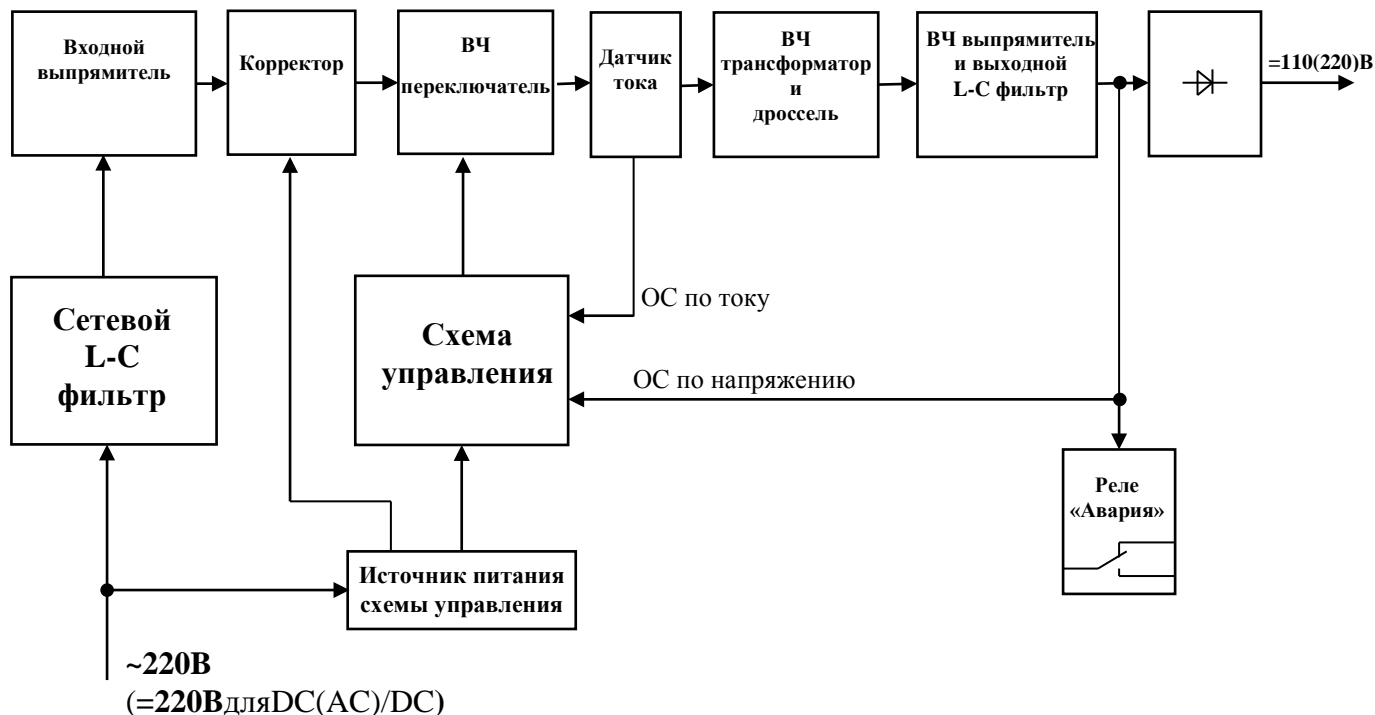 Входной
выпрямитель
Корректор
ВЧ
переключатель
Датчик
тока
ВЧ
трансформатор
и
дроссель
ВЧ выпрямитель
и выходной
L-C фильтр
=110(220)В
Сетевой
L-C
фильтр
Схема
управления
ОС по току
ОС по напряжению
Реле
«Авария»
Источник питания
схемы управления
~220В
(=220ВдляDC(AC)/DC)